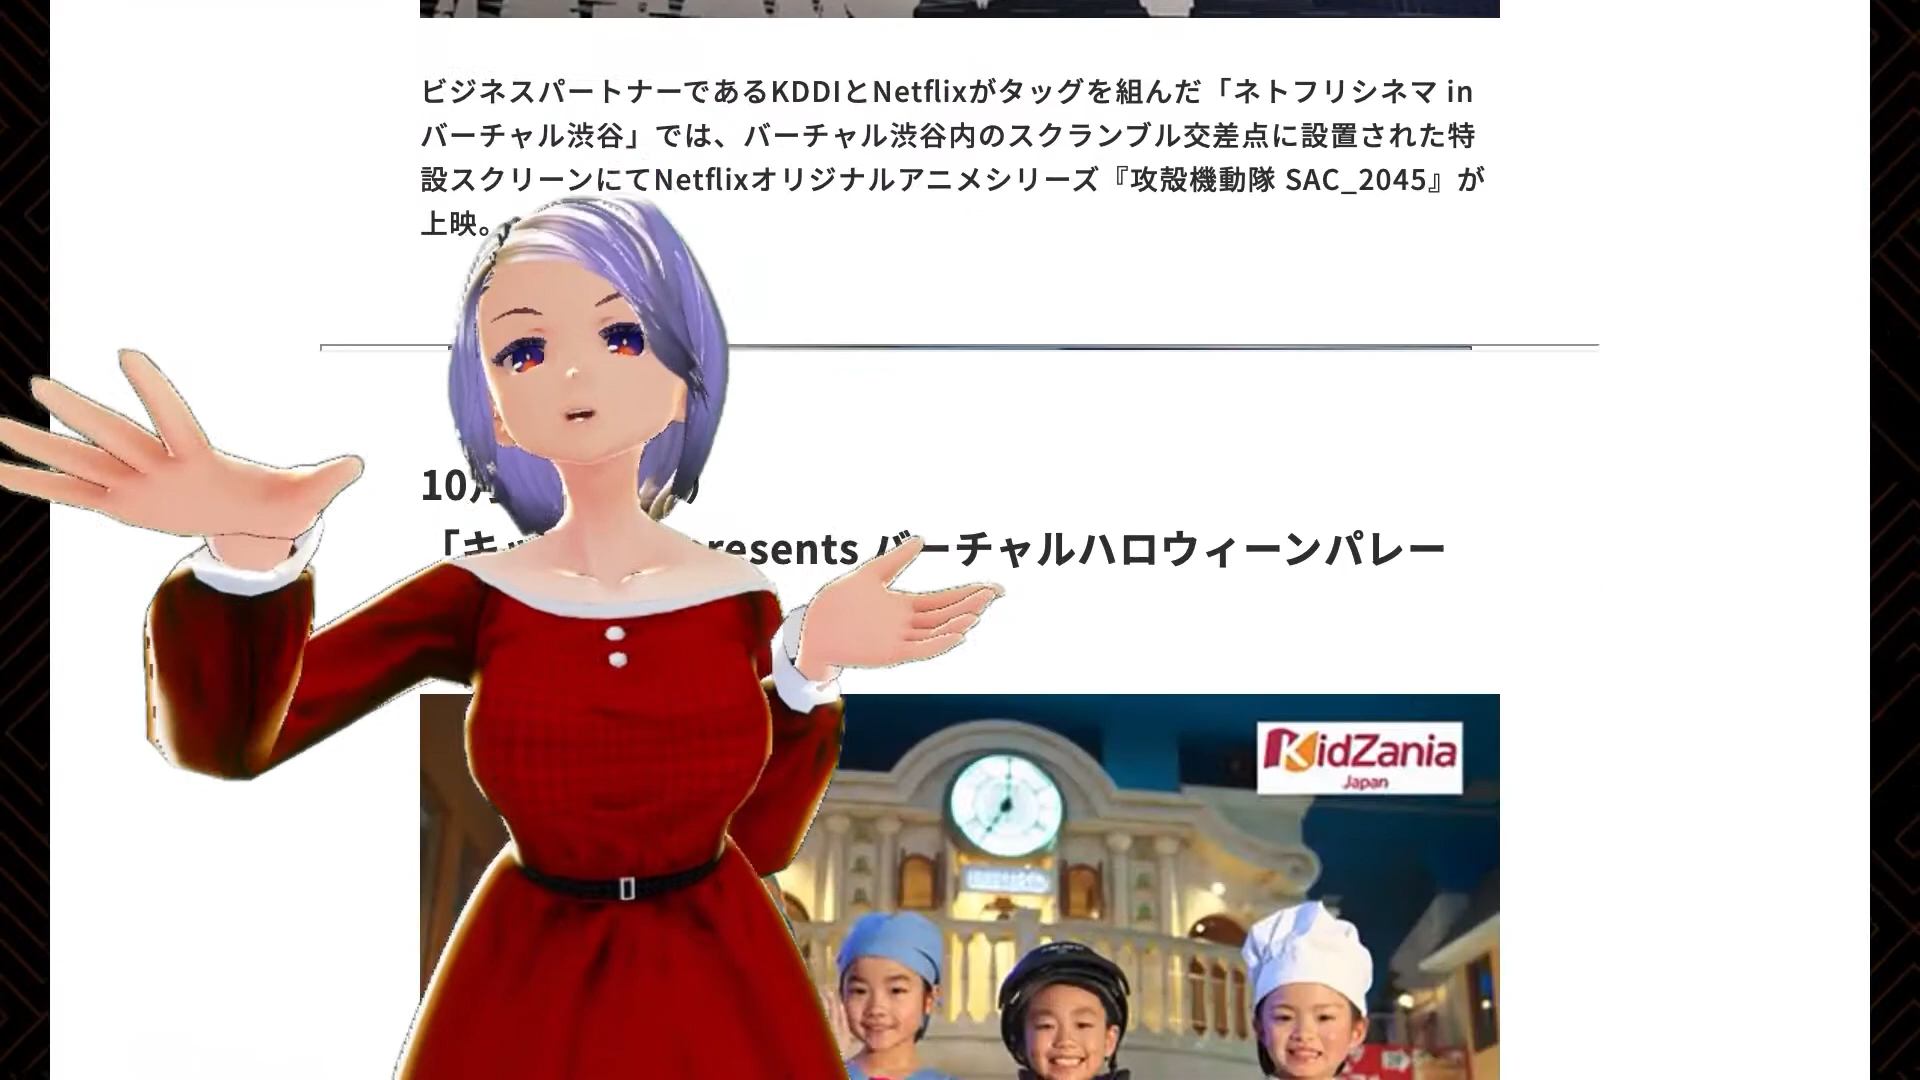 ビジネスパートナーであるKDDIとNetflixがタッグを組んだ「ネトフリシネマ in
バーチャル渋谷」では、バーチャル渋谷内のスクランブル交差点に設置された特
設スクリーンにてNetflixオリジナルアニメシリーズ『攻殻機動隊 SAC_2045』が
上映。
10月
「キッ resents バーチャルハロウィーンパレー
KidZania
Japan